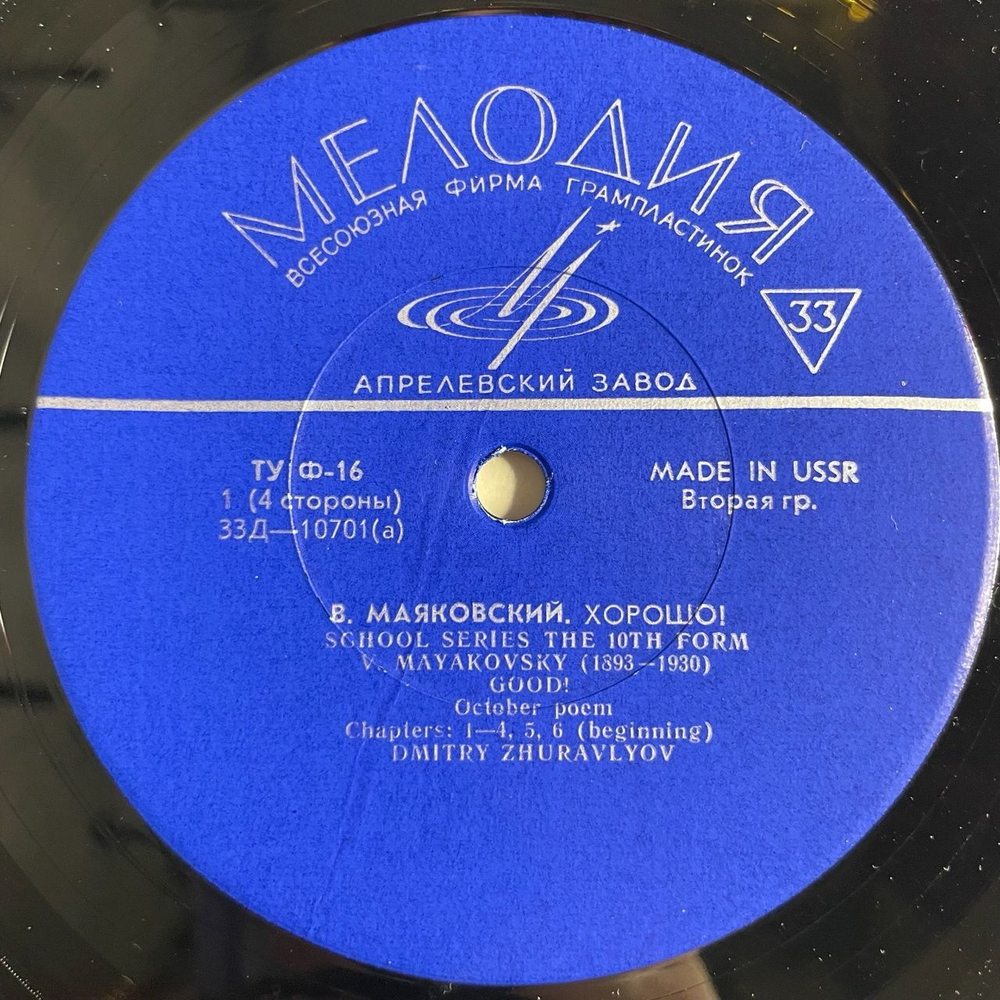 МЕЛОДИЯ
ВСЕСОЮЗНАЯ ФИРМА ГРАМПЛАСТИНОК
33
АПРЕЛЕВСКИЙ ЗАВОД
ТУ Ф-16
MADE IN USSR
1 (4 стороны)
Вторая гр.
33Д—10701(а)
В. МАЯКОВСКИЙ. ХОРОШО!
SCHOOL SERIES THE 10TH FORM
V. MAYAKOVSKY (1893—1930)
GOOD!
October poem
Chapters: 1—4, 5, 6 (beginning)
DMITRY ZHURAVLYOV